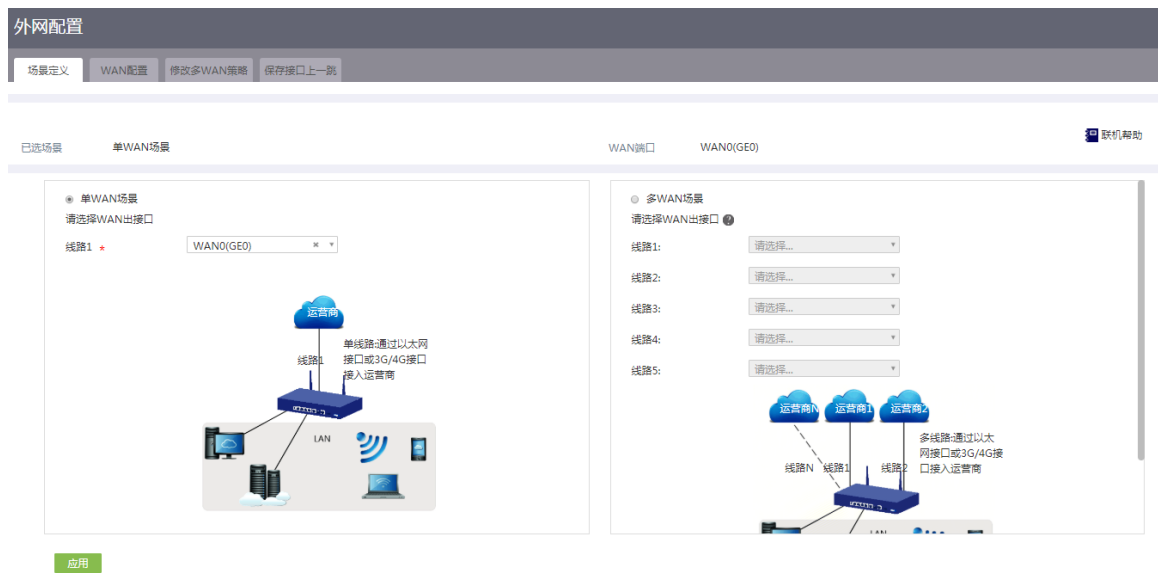 外网配置
场景定义 WAN配置 修改多WAN策略 保存接口上一跳
联机帮助
已选场景 单WAN场景 WAN端口 WAN0(GE0)
单WAN场景
请选择WAN出接口
线路1 * WAN0(GE0)
运营商
线路1
单线路:通过以太网
接口或3G/4G接口
接入运营商
LAN
多WAN场景
请选择WAN出接口
线路1: 请选择...
线路2: 请选择...
线路3: 请选择...
线路4: 请选择...
线路5: 请选择...
运营商N 运营商1 运营商2
多线路:通过以太
网接口或3G/4G接
口接入运营商
线路N 线路1 线路2
LAN
应用